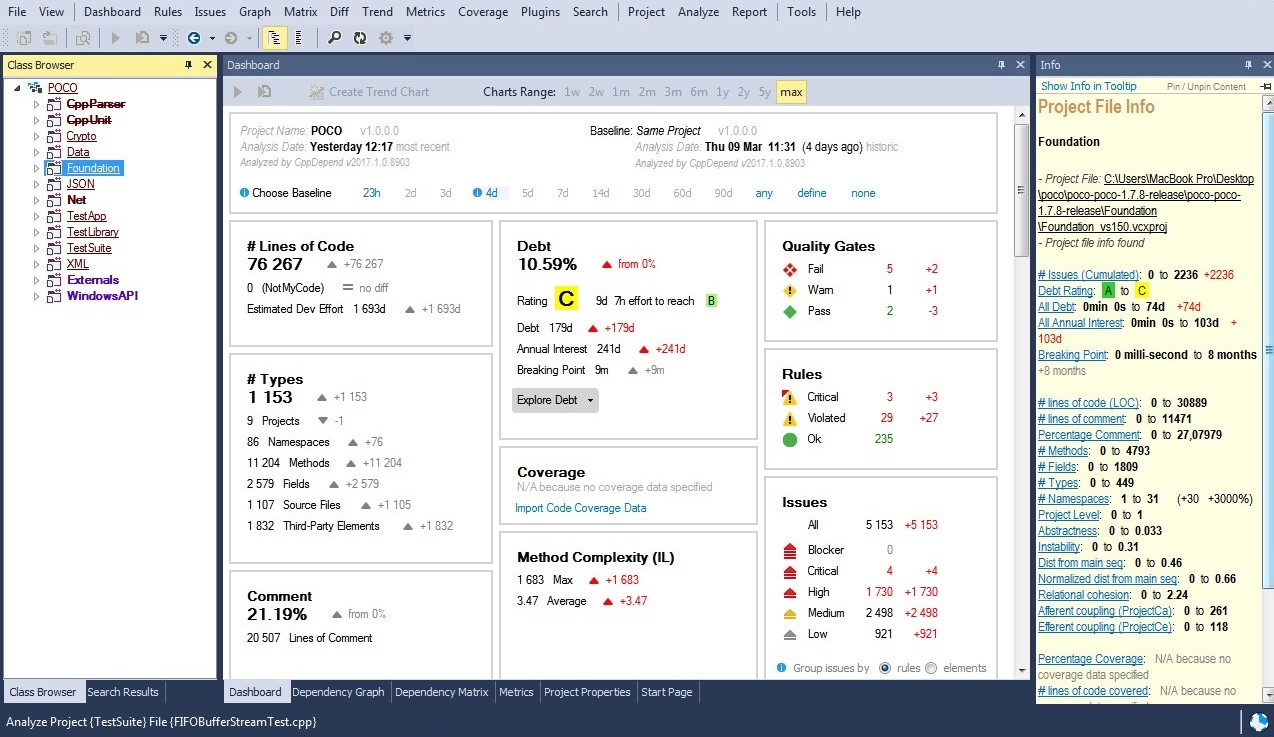 File View Dashboard Rules Issues Graph Matrix Diff Trend Metrics Coverage Plugins Search Project Analyze Report Tools Help
Class Browser
POCO
CppParser
CppUnit
Crypto
Data
Foundation
JSON
Net
TestApp
TestLibrary
TestSuite
XML
Externals
WindowsAPI
Class Browser Search Results
Dashboard
Create Trend Chart Charts Range: 1w 2w 1m 2m 3m 6m 1y 2y 5y max
Project Name: POCO v1.0.0.0
Analysis Date: Yesterday 12:17 most recent
Analyzed by CppDepend v2017.1.0.8903
Baseline: Same Project v1.0.0.0
Analysis Date: Thu 09 Mar 11:31 (4 days ago) historic
Analyzed by CppDepend v2017.1.0.8903
Choose Baseline 23h 2d 3d 4d 5d 7d 14d 30d 60d 90d any define none
# Lines of Code
76 267 +76 267
0 (NotMyCode) no diff
Estimated Dev Effort 1 693d +1 693d
# Types
1 153 +1 153
9 Projects -1
86 Namespaces +76
11 204 Methods +11 204
2 579 Fields +2 579
1 107 Source Files +1 105
1 832 Third-Party Elements +1 832
Comment
21.19% from 0%
20 507 Lines of Comment
Debt
10.59% from 0%
Rating C 9d 7h effort to reach B
Debt 179d +179d
Annual Interest 241d +241d
Breaking Point 9m +9m
Explore Debt
Coverage
N/A because no coverage data specified
Import Code Coverage Data
Method Complexity (IL)
1 683 Max +1 683
3.47 Average +3.47
Quality Gates
Fail 5 +2
Warn 1 +1
Pass 2 -3
Rules
Critical 3 +3
Violated 29 +27
Ok 235
Issues
All 5 153 +5 153
Blocker 0
Critical 4 +4
High 1 730 +1 730
Medium 2 498 +2 498
Low 921 +921
Group issues by rules elements
Dashboard Dependency Graph Dependency Matrix Metrics Project Properties Start Page
Info
Show Info in Tooltip Pin / Unpin Content
Project File Info
Foundation
- Project File: C:\Users\MacBook Pro\Desktop
\poco\poco-poco-1.7.8-release\poco-poco-
1.7.8-release\Foundation
\Foundation_vs150.vcxproj
- Project file info found
# Issues (Cumulated): 0 to 2236 +2236
Debt Rating: A to C
All Debt: 0min 0s to 74d +74d
All Annual Interest: 0min 0s to 103d +
103d
Breaking Point: 0 milli-second to 8 months
+8 months
# lines of code (LOC): 0 to 30889
# lines of comment: 0 to 11471
Percentage Comment: 0 to 27,07979
# Methods: 0 to 4793
# Fields: 0 to 1809
# Types: 0 to 449
# Namespaces: 1 to 31 (+30 +3000%)
Project Level: 0 to 1
Abstractness: 0 to 0.033
Instability: 0 to 0.31
Dist from main seq: 0 to 0.46
Normalized dist from main seq: 0 to 0.66
Relational cohesion: 0 to 2.24
Afferent coupling (ProjectCa): 0 to 261
Efferent coupling (ProjectCe): 0 to 118
Percentage Coverage: N/A because no
coverage data specified
# lines of code covered: N/A because no
Analyze Project {TestSuite} File {FIFOBufferStreamTest.cpp}